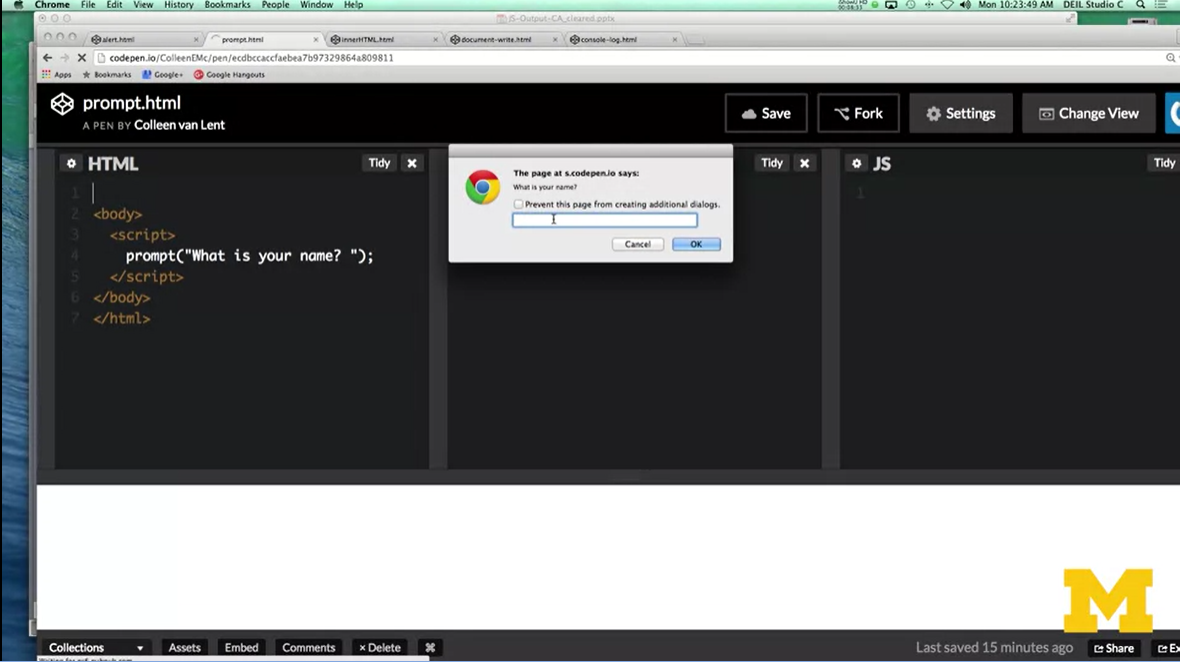 Chrome File Edit View History Bookmarks People Window Help Mon 10:23:49 AM DEIL Studio C
JS-Output-CA_cleared.pptx
alert.html prompt.html innerHTML.html document-write.html console-log.html
codepen.io/ColleenEMc/pen/ecdbccaccfaebea7b97329864a809811
Apps Bookmarks Google+ Google Hangouts
prompt.html
A PEN BY Colleen van Lent
Save Fork Settings Change View
HTML Tidy Tidy JS Tidy
1
2 <body>
3 <script>
4 prompt("What is your name? ");
5 </script>
6 </body>
7 </html>
1
The page at s.codepen.io says:
What is your name?
Prevent this page from creating additional dialogs.
Cancel OK
M
Collections Assets Embed Comments × Delete ⌘ Last saved 15 minutes ago Share Ex